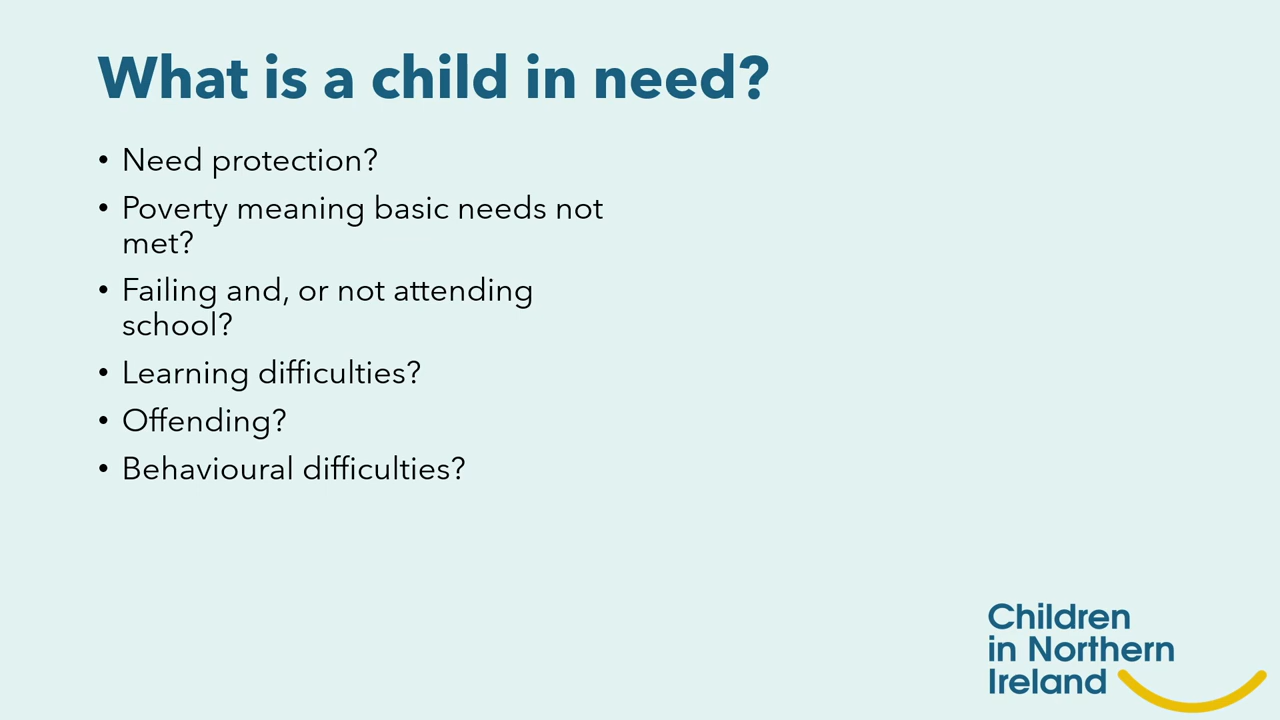 What is a child in need?
• Need protection?
• Poverty meaning basic needs not
met?
• Failing and, or not attending
school?
• Learning difficulties?
• Offending?
• Behavioural difficulties?
Children
in Northern
Ireland